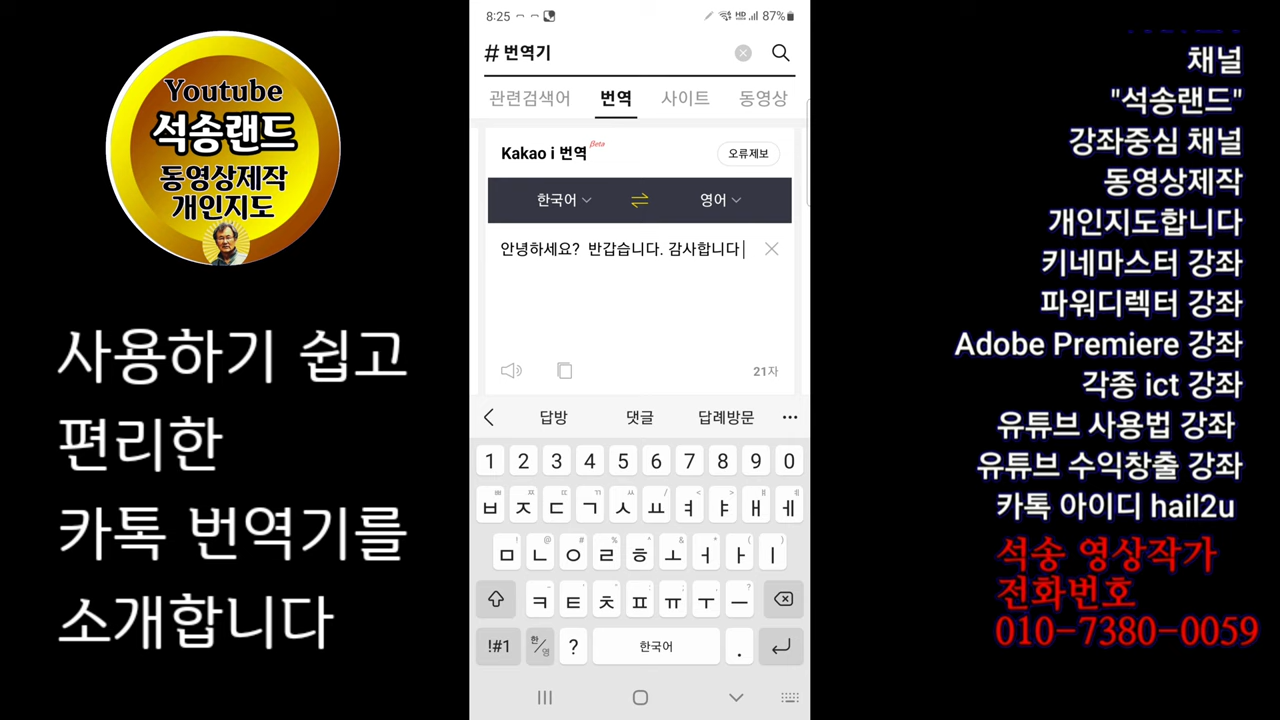 Youtube
석송랜드
동영상제작
개인지도
사용하기 쉽고
편리한
카톡 번역기를
소개합니다
8:25
87%
# 번역기
관련검색어 번역 사이트 동영상
Kakao i 번역 Beta
오류제보
한국어 영어
안녕하세요? 반갑습니다. 감사합니다
21자
답방 댓글 답례방문
1 2 3 4 5 6 7 8 9 0
ㅂ ㅈ ㄷ ㄱ ㅅ ㅛ ㅕ ㅑ ㅐ ㅔ
ㅁ ㄴ ㅇ ㄹ ㅎ ㅗ ㅓ ㅏ ㅣ
ㅋ ㅌ ㅊ ㅍ ㅠ ㅜ ㅡ
!#1 한/영 ? 한국어 .
채널
"석송랜드"
강좌중심 채널
동영상제작
개인지도합니다
키네마스터 강좌
파워디렉터 강좌
Adobe Premiere 강좌
각종 ict 강좌
유튜브 사용법 강좌
유튜브 수익창출 강좌
카톡 아이디 hail2u
석송 영상작가
전화번호
010-7380-0059